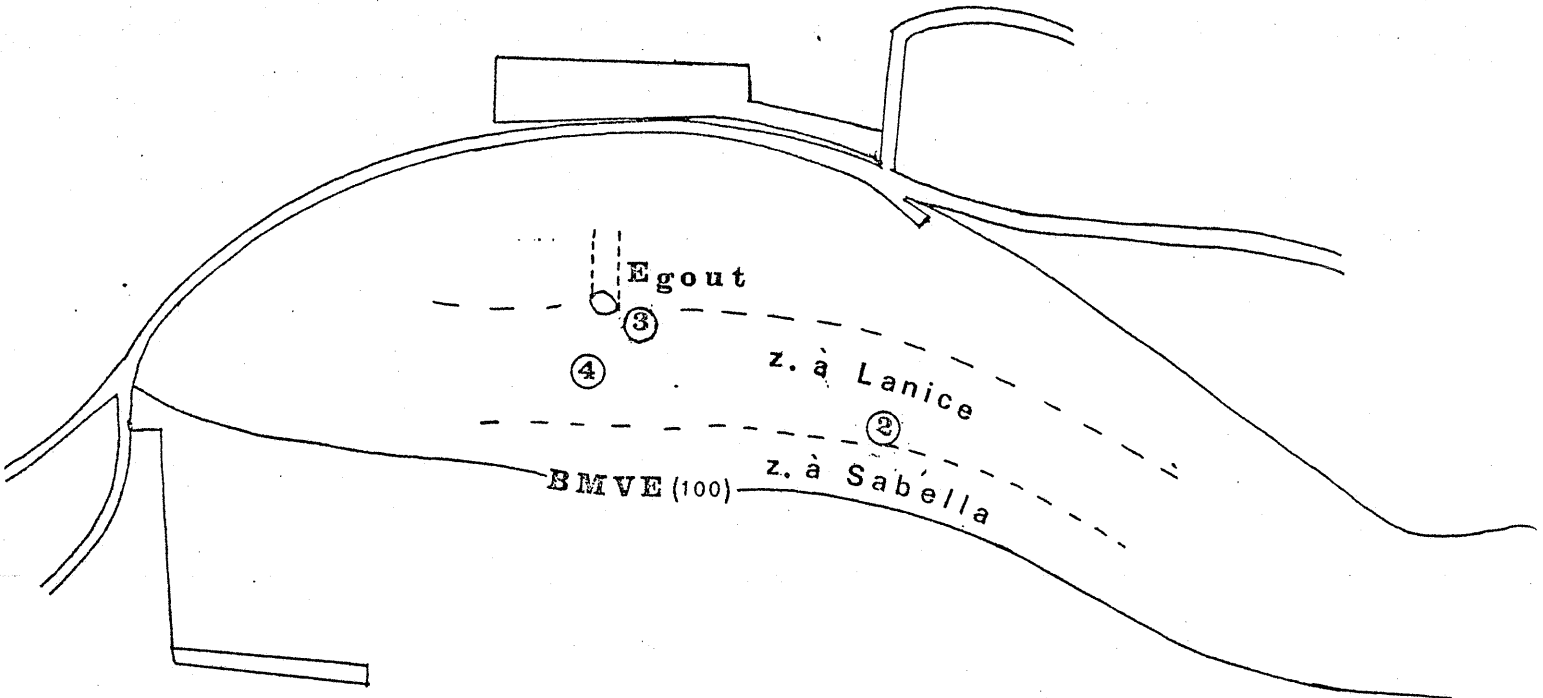 Egout
③
④
z. à Lanice
②
z. à Sabella
BMVE (100)